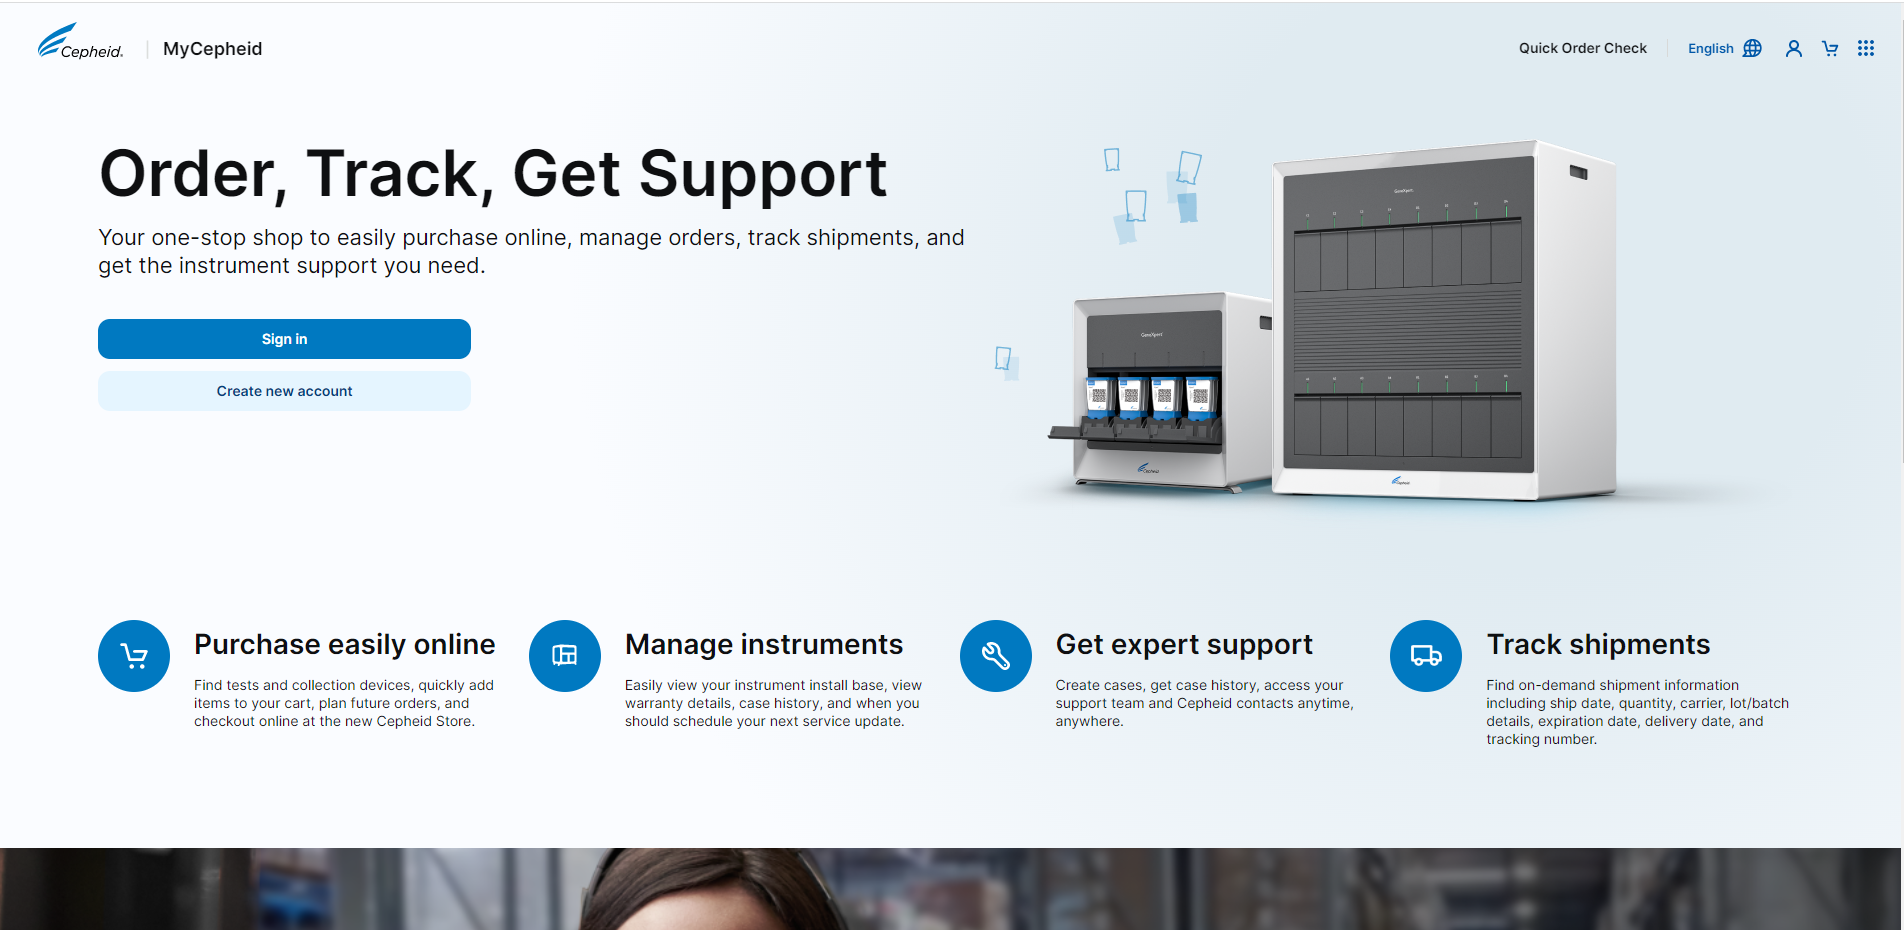 Cepheid.
MyCepheid
Quick Order Check
English
Order, Track, Get Support
Your one-stop shop to easily purchase online, manage orders, track shipments, and
get the instrument support you need.
Sign in
Create new account
GeneXpert
GeneXpert
Cepheid
Cepheid
Purchase easily online
Find tests and collection devices, quickly add
items to your cart, plan future orders, and
checkout online at the new Cepheid Store.
Manage instruments
Easily view your instrument install base, view
warranty details, case history, and when you
should schedule your next service update.
Get expert support
Create cases, get case history, access your
support team and Cepheid contacts anytime,
anywhere.
Track shipments
Find on-demand shipment information
including ship date, quantity, carrier, lot/batch
details, expiration date, delivery date, and
tracking number.